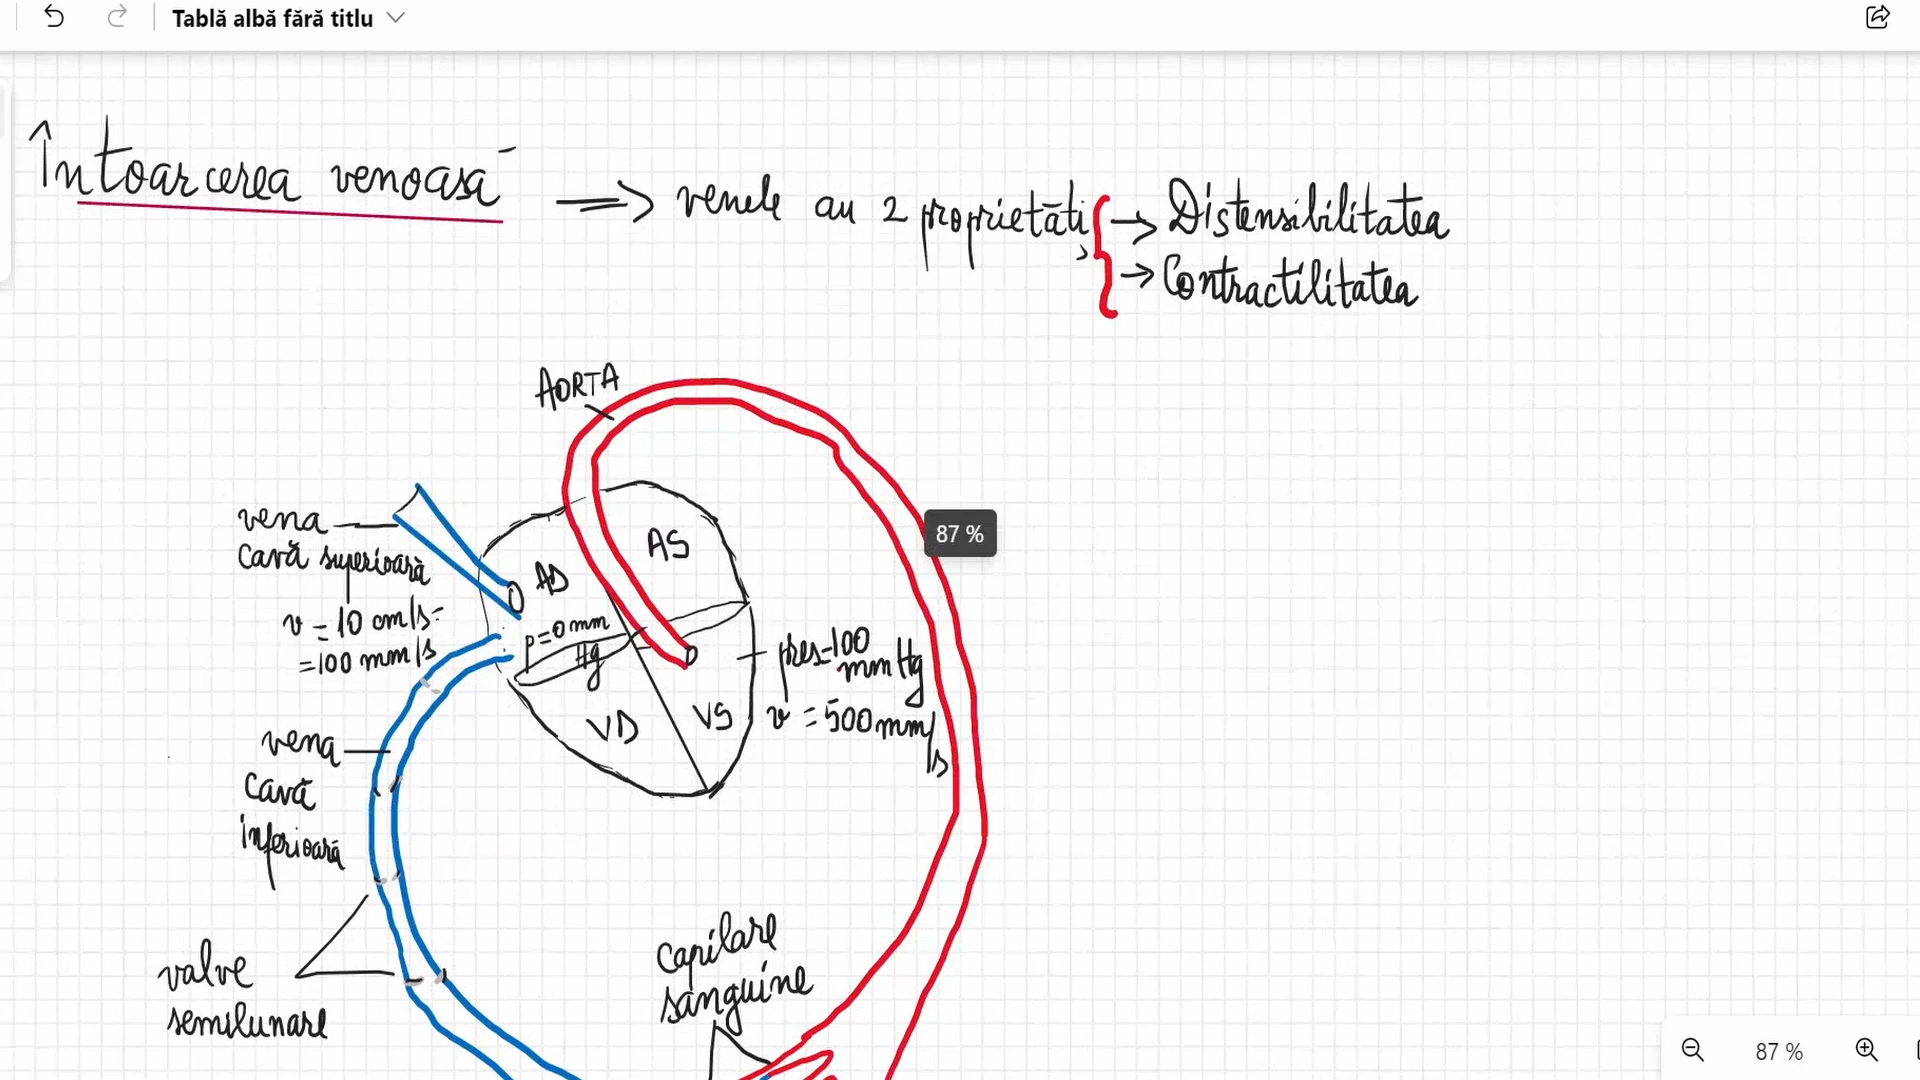 Tablă albă fără titlu
Întoarcerea venoasă
=> venele au 2 proprietăți
→ Distensibilitatea
→ Contractilitatea
AORTA
vena
cavă superioară
v = 10 cm/s =
= 100 mm/s
AD
AS
P=0 mm
Hg
VD
VS
pres=100
mmHg
v = 500 mm/s
87 %
vena
cavă
inferioară
valve
semilunare
capilare
sanguine
87 %